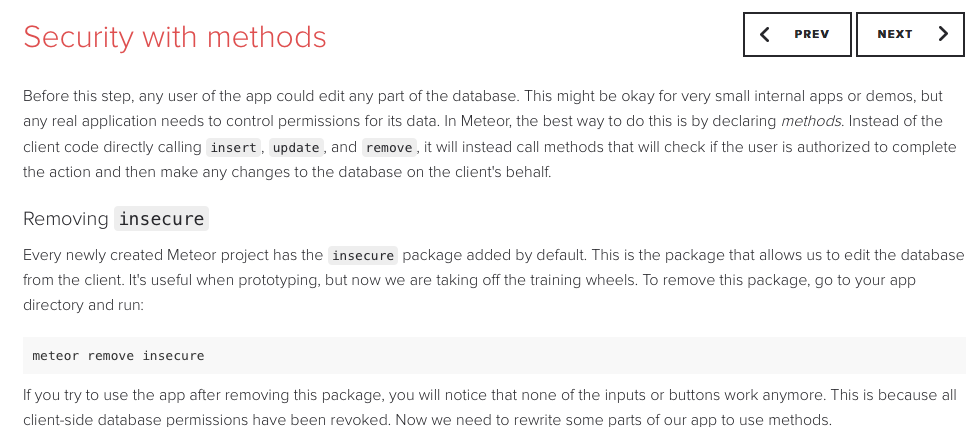 Security with methods
PREV
NEXT
Before this step, any user of the app could edit any part of the database. This might be okay for very small internal apps or demos, but
any real application needs to control permissions for its data. In Meteor, the best way to do this is by declaring methods. Instead of the
client code directly calling insert, update, and remove, it will instead call methods that will check if the user is authorized to complete
the action and then make any changes to the database on the client's behalf.
Removing insecure
Every newly created Meteor project has the insecure package added by default. This is the package that allows us to edit the database
from the client. It's useful when prototyping, but now we are taking off the training wheels. To remove this package, go to your app
directory and run:
meteor remove insecure
If you try to use the app after removing this package, you will notice that none of the inputs or buttons work anymore. This is because all
client-side database permissions have been revoked. Now we need to rewrite some parts of our app to use methods.